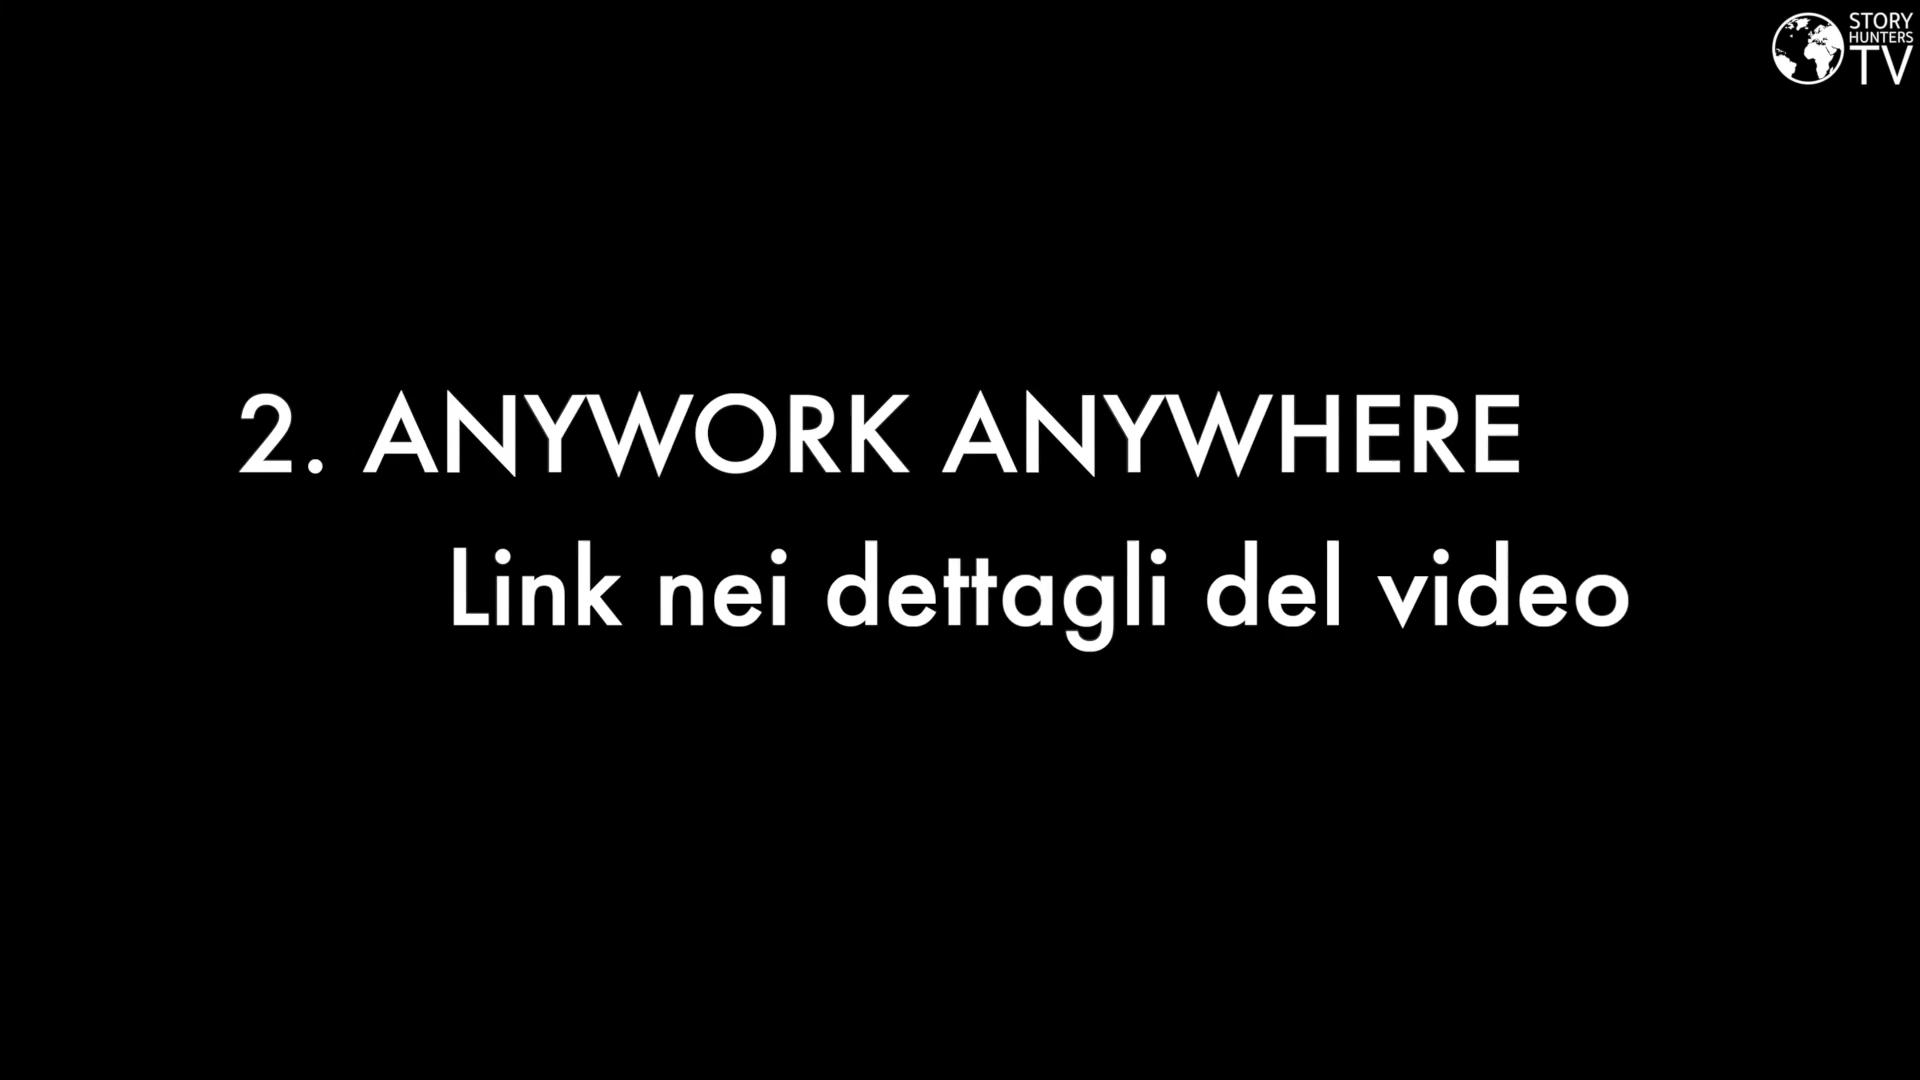 STORY
HUNTERS
TV
2. ANYWORK ANYWHERE
Link nei dettagli del video